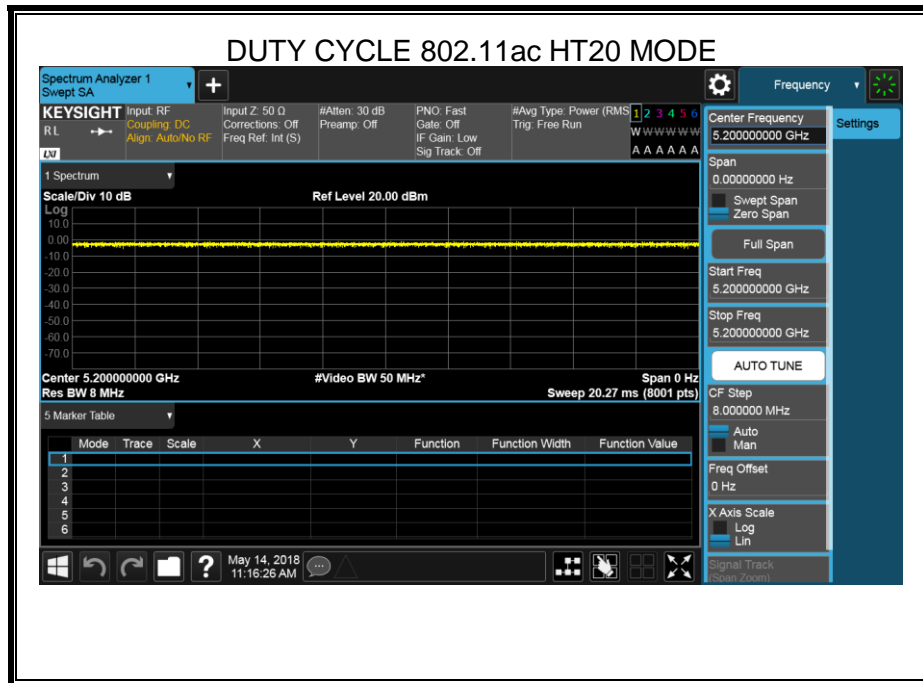 DUTY CYCLE 802.11ac HT20 MODE
Spectrum Analyzer 1
Swept SA
+
Frequency
KEYSIGHT
RL
LXI
Input: RF
Coupling: DC
Align: Auto/No RF
Input Z: 50 Ω
Corrections: Off
Freq Ref: Int (S)
#Atten: 30 dB
Preamp: Off
PNO: Fast
Gate: Off
IF Gain: Low
Sig Track: Off
#Avg Type: Power (RMS
Trig: Free Run
1 2 3 4 5 6
W W W W W W
A A A A A A
Center Frequency
5.200000000 GHz
Settings
Span
0.00000000 Hz
Swept Span
Zero Span
Full Span
Start Freq
5.200000000 GHz
Stop Freq
5.200000000 GHz
AUTO TUNE
CF Step
8.000000 MHz
Auto
Man
Freq Offset
0 Hz
X Axis Scale
Log
Lin
Signal Track
(Span Zoom)
1 Spectrum
Scale/Div 10 dB
Ref Level 20.00 dBm
Log
10.0
0.00
-10.0
-20.0
-30.0
-40.0
-50.0
-60.0
-70.0
Center 5.200000000 GHz
#Video BW 50 MHz*
Span 0 Hz
Res BW 8 MHz
Sweep 20.27 ms (8001 pts)
5 Marker Table
Mode Trace Scale X Y Function Function Width Function Value
1
2
3
4
5
6
?
May 14, 2018
11:16:26 AM